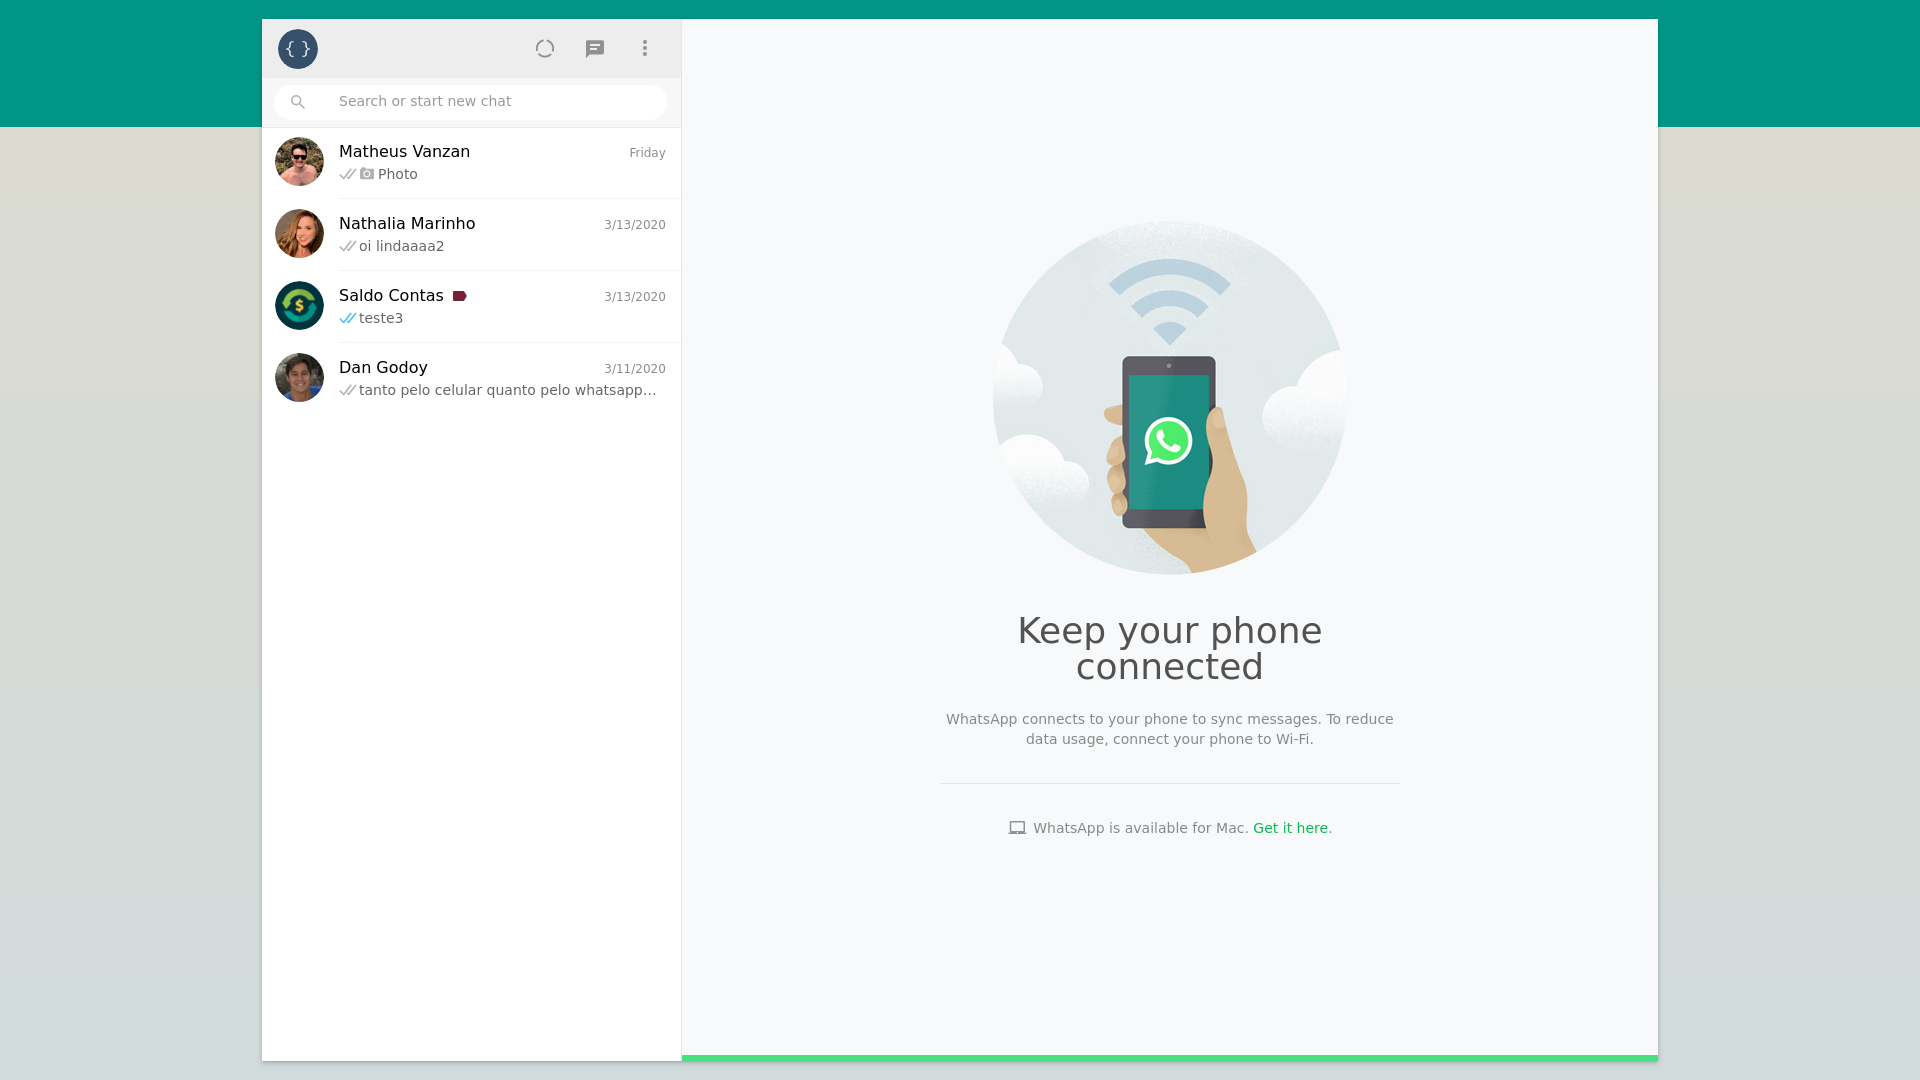 { }
Search or start new chat
Matheus Vanzan
Friday
Photo
Nathalia Marinho
3/13/2020
oi lindaaaa2
Saldo Contas
3/13/2020
$
teste3
Dan Godoy
3/11/2020
tanto pelo celular quanto pelo whatsapp...
Keep your phone
connected
WhatsApp connects to your phone to sync messages. To reduce
data usage, connect your phone to Wi-Fi.
WhatsApp is available for Mac. Get it here.